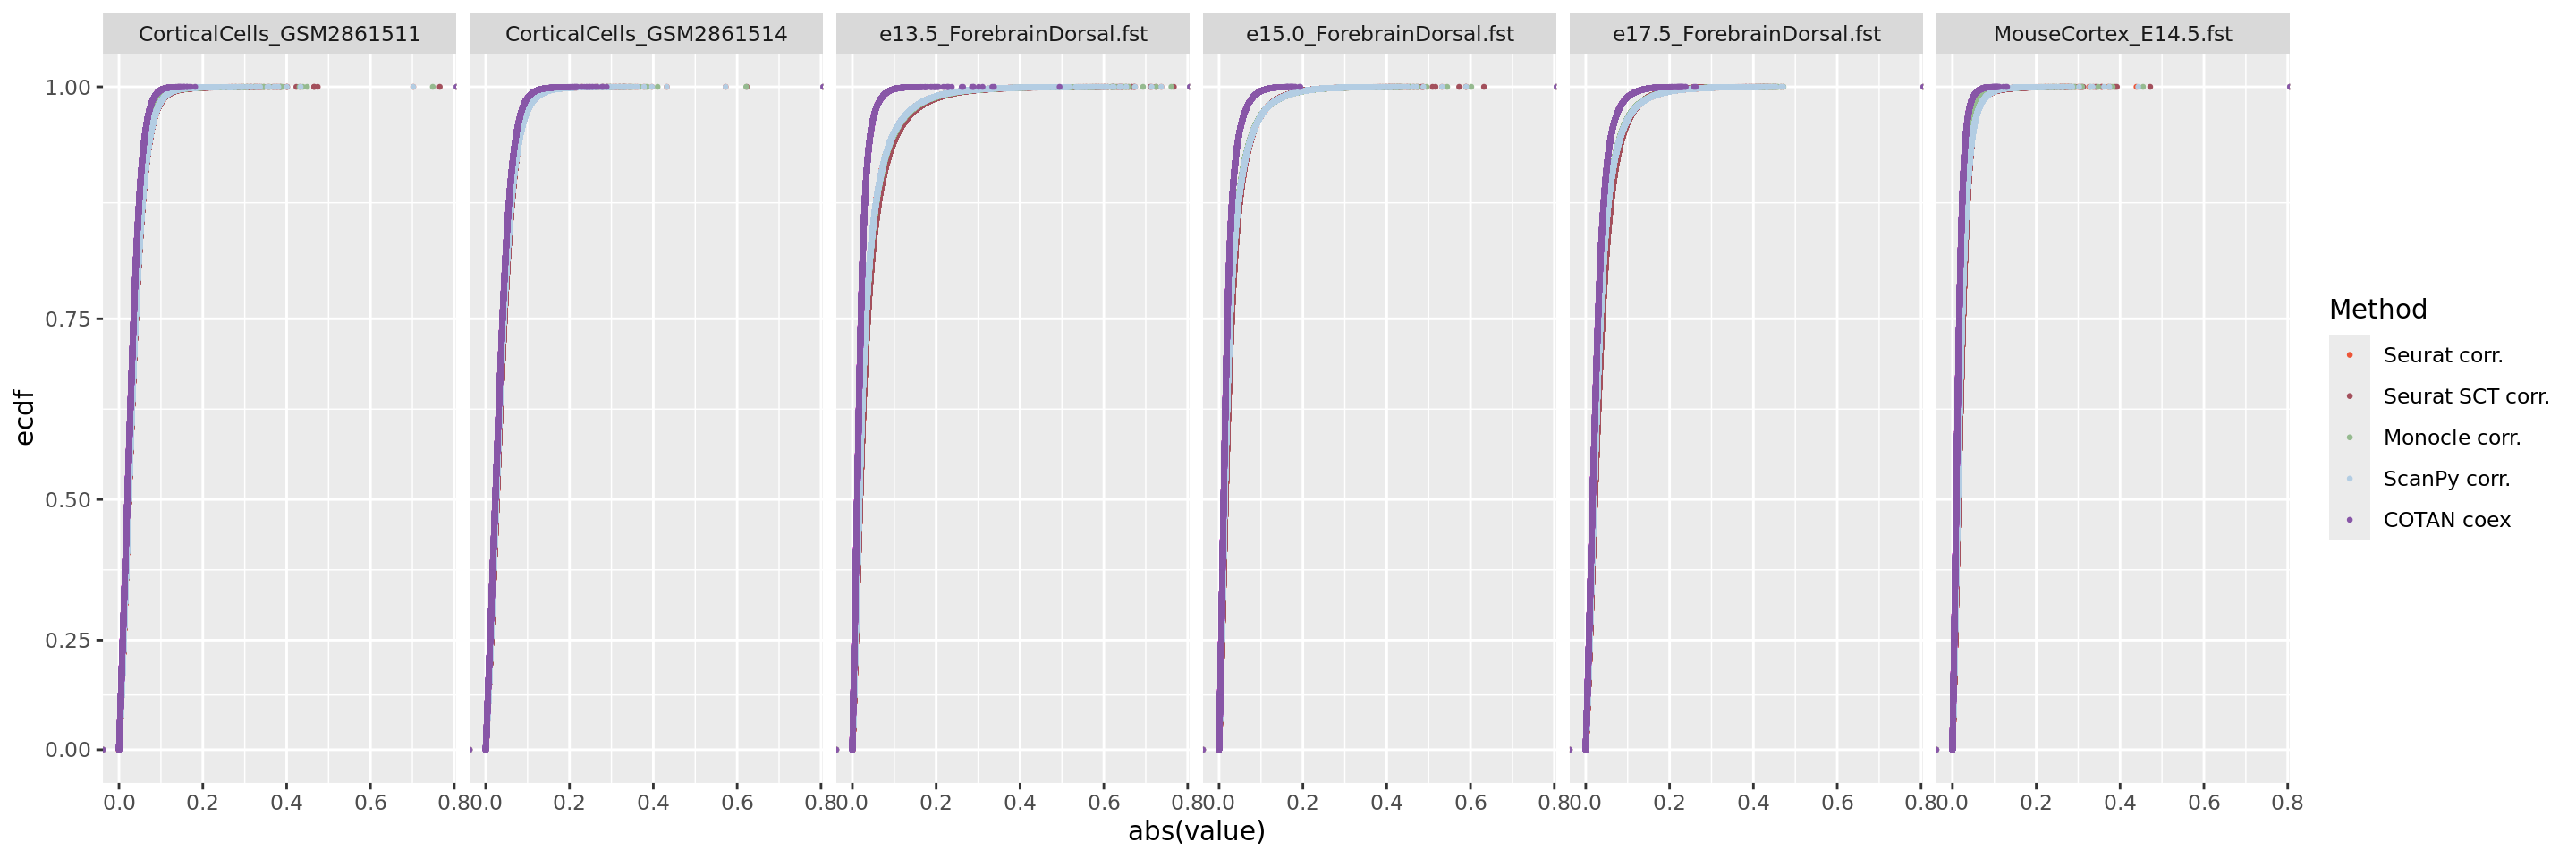 CorticalCells_GSM2861511 CorticalCells_GSM2861514 e13.5_ForebrainDorsal.fst e15.0_ForebrainDorsal.fst e17.5_ForebrainDorsal.fst MouseCortex_E14.5.fst
1.00
0.75
0.50
0.25
0.00
ecdf
0.0 0.2 0.4 0.6 0.8 0.0 0.2 0.4 0.6 0.8 0.0 0.2 0.4 0.6 0.8 0.0 0.2 0.4 0.6 0.8 0.0 0.2 0.4 0.6 0.8 0.0 0.2 0.4 0.6 0.8
abs(value)
Method
Seurat corr.
Seurat SCT corr.
Monocle corr.
ScanPy corr.
COTAN coex